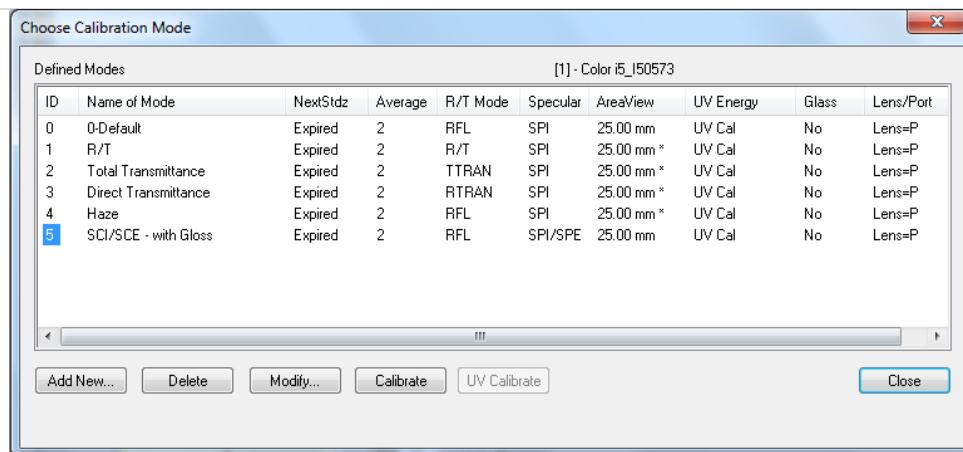 Choose Calibration Mode
Defined Modes [1] - Color i5_I50573
ID Name of Mode NextStdz Average R/T Mode Specular AreaView UV Energy Glass Lens/Port
0 0-Default Expired 2 RFL SPI 25.00 mm UV Cal No Lens=P
1 R/T Expired 2 R/T SPI 25.00 mm * UV Cal No Lens=P
2 Total Transmittance Expired 2 TTRAN SPI 25.00 mm * UV Cal No Lens=P
3 Direct Transmittance Expired 2 RTRAN SPI 25.00 mm * UV Cal No Lens=P
4 Haze Expired 2 RFL SPI 25.00 mm * UV Cal No Lens=P
5 SCI/SCE - with Gloss Expired 2 RFL SPI/SPE 25.00 mm UV Cal No Lens=P
Add New... Delete Modify... Calibrate UV Calibrate Close